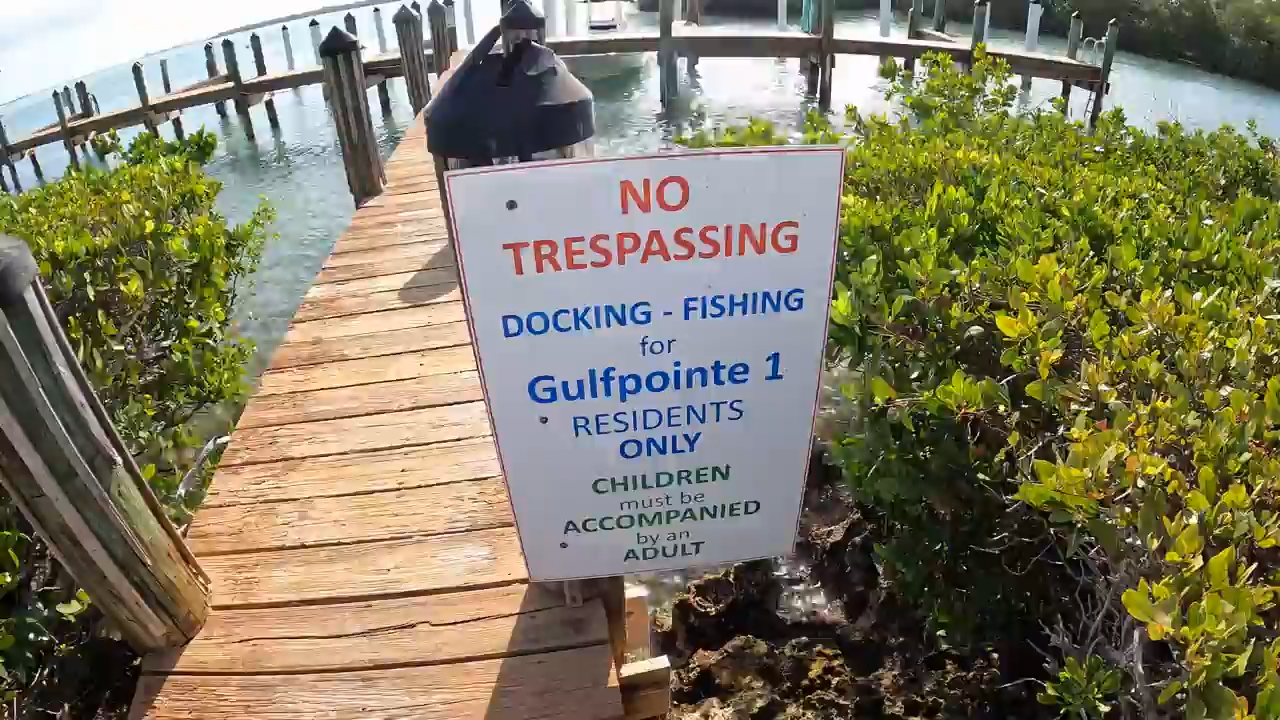 NO
TRESPASSING
DOCKING - FISHING
for
Gulfpointe 1
RESIDENTS
ONLY
CHILDREN
must be
ACCOMPANIED
by an
ADULT